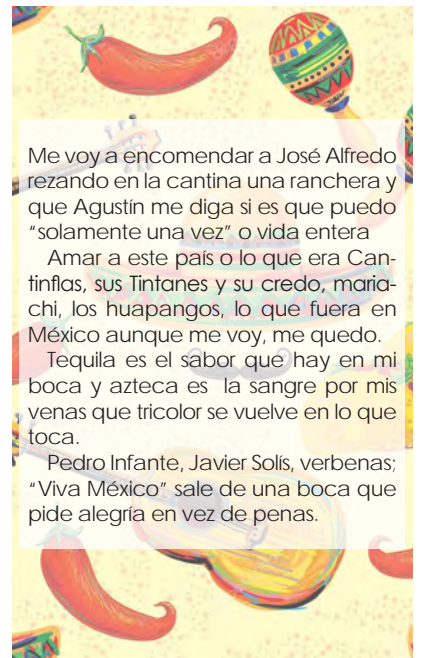 Me voy a encomendar a José Alfredo
rezando en la cantina una ranchera y
que Agustín me diga si es que puedo
"solamente una vez" o vida entera
Amar a este país o lo que era Can-
tinflas, sus Tintanes y su credo, maria-
chi, los huapangos, lo que fuera en
México aunque me voy, me quedo.
Tequila es el sabor que hay en mi
boca y azteca es la sangre por mis
venas que tricolor se vuelve en lo que
toca.
Pedro Infante, Javier Solís, verbenas;
"Viva México" sale de una boca que
pide alegría en vez de penas.